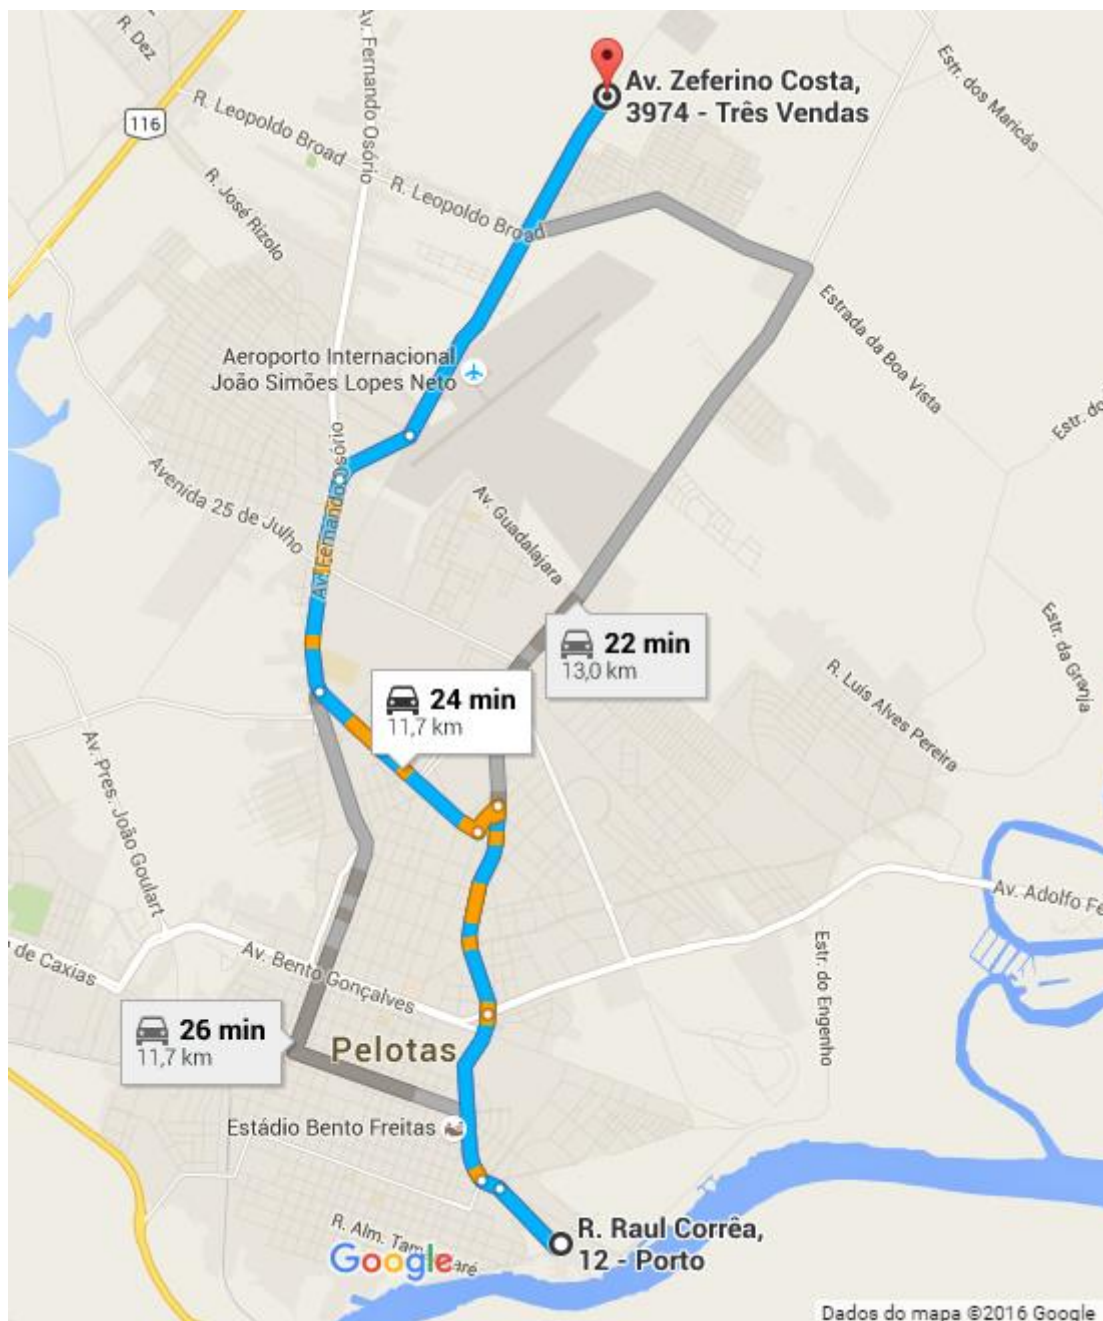 R. Dez
Av. Fernando Osório
Av. Zeferino Costa,
3974 - Três Vendas
Estr. dos Maricás
116
R. Leopoldo Broad
R. Leopoldo Broad
R. José Rizolo
Estrada da Boa Vista
Aeroporto Internacional
João Simões Lopes Neto
Estr. do
Av. Fernando Osório
Avenida 25 de Julho
Av. Guadalajara
22 min
13,0 km
Estr. da Granja
R. Luís Alves Pereira
24 min
11,7 km
Av. Pres. João Goulart
Av. Adolfo Fe
de Caxias
Av. Bento Gonçalves
Estr. do Engenho
26 min
11,7 km
Pelotas
Estádio Bento Freitas
R. Raul Corrêa,
12 - Porto
R. Alm. Tamandaré
Google
Dados do mapa ©2016 Google